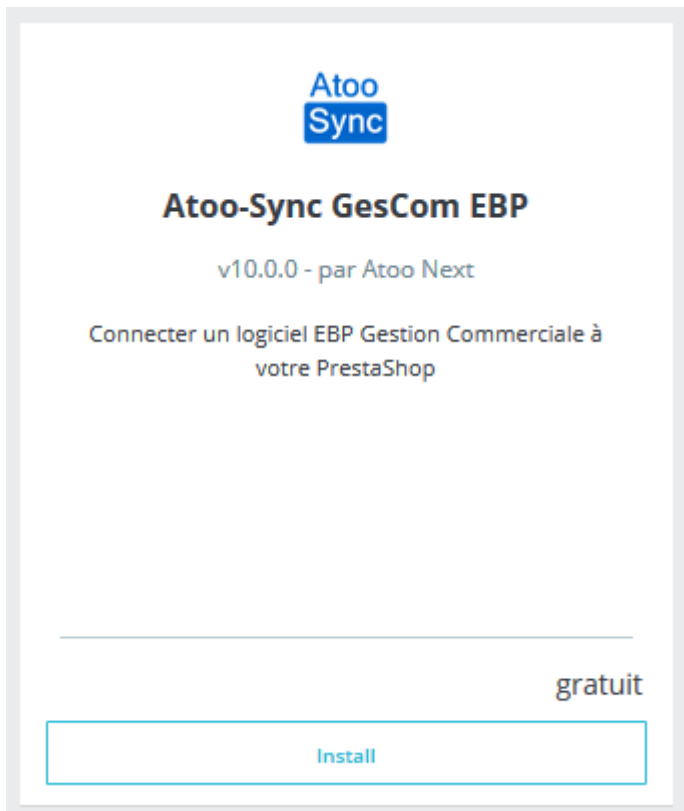 Atoo
Sync
Atoo-Sync GesCom EBP
v10.0.0 - par Atoo Next
Connecter un logiciel EBP Gestion Commerciale à
votre PrestaShop
gratuit
Install